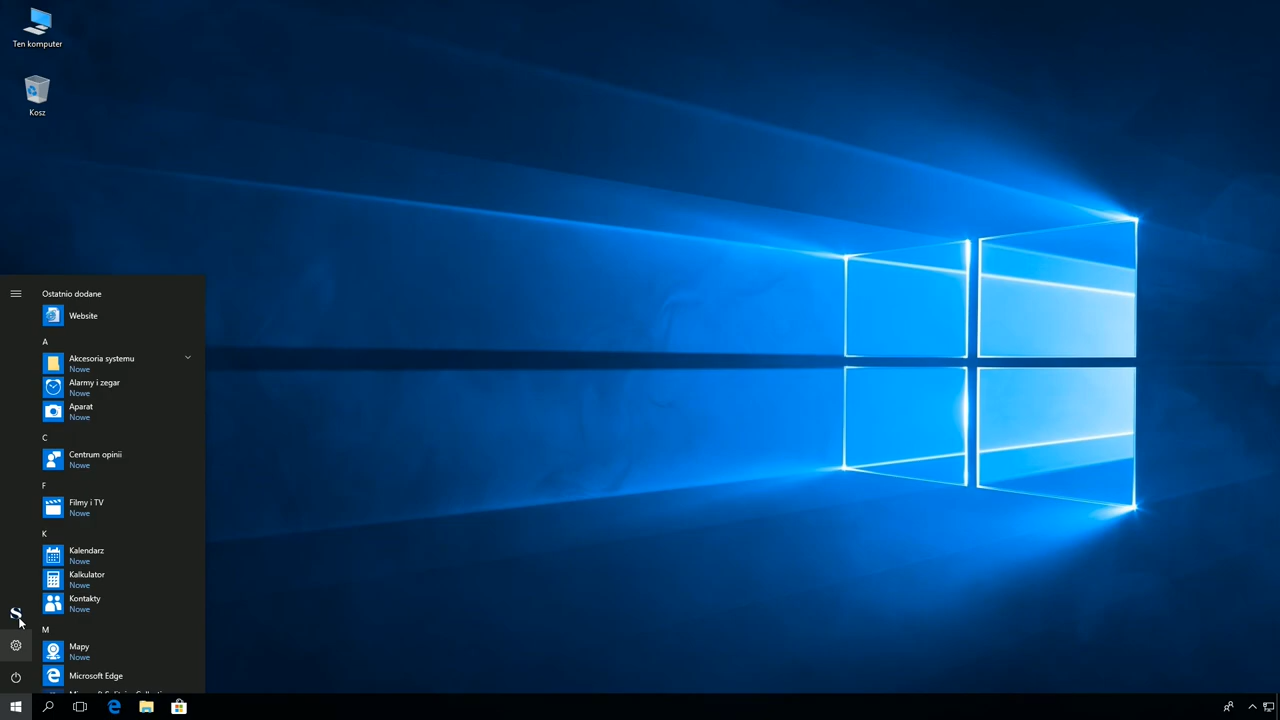 Ten komputer
Kosz
Ostatnio dodane
Website
A
Akcesoria systemu
Nowe
Alarmy i zegar
Nowe
Aparat
Nowe
C
Centrum opinii
Nowe
F
Filmy i TV
Nowe
K
Kalendarz
Nowe
Kalkulator
Nowe
Kontakty
Nowe
M
Mapy
Nowe
Microsoft Edge